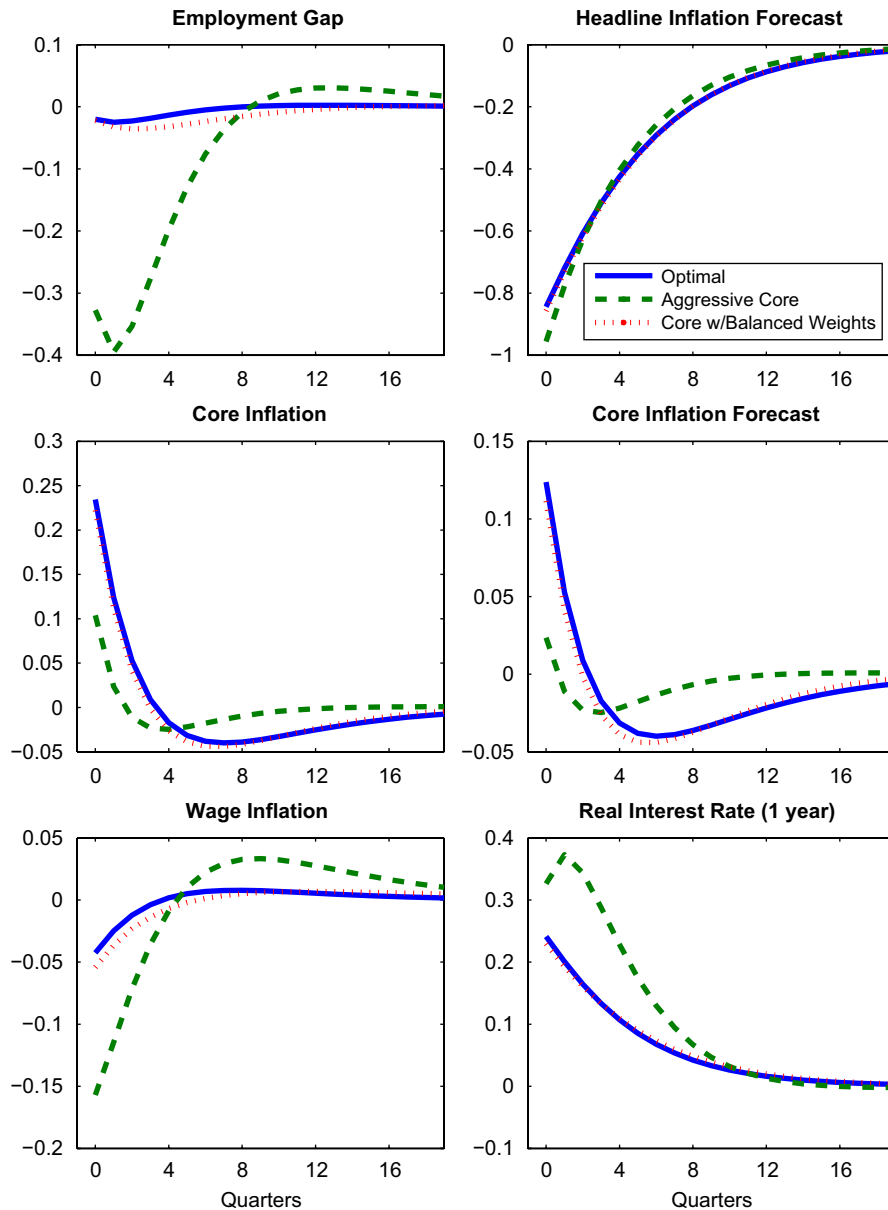 Employment Gap
0.1
0
−0.1
−0.2
−0.3
−0.4
0 4 8 12 16
Headline Inflation Forecast
0
−0.2
−0.4
−0.6
−0.8
−1
0 4 8 12 16
Optimal
Aggressive Core
Core w/Balanced Weights
Core Inflation
0.3
0.25
0.2
0.15
0.1
0.05
0
−0.05
0 4 8 12 16
Core Inflation Forecast
0.15
0.1
0.05
0
−0.05
0 4 8 12 16
Wage Inflation
0.05
0
−0.05
−0.1
−0.15
−0.2
0 4 8 12 16
Quarters
Real Interest Rate (1 year)
0.4
0.3
0.2
0.1
0
−0.1
0 4 8 12 16
Quarters